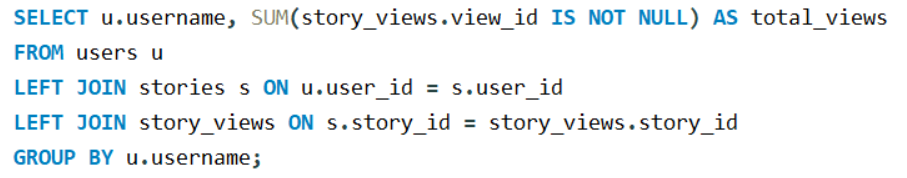 SELECT u.username, SUM(story_views.view_id IS NOT NULL) AS total_views
FROM users u
LEFT JOIN stories s ON u.user_id = s.user_id
LEFT JOIN story_views ON s.story_id = story_views.story_id
GROUP BY u.username;